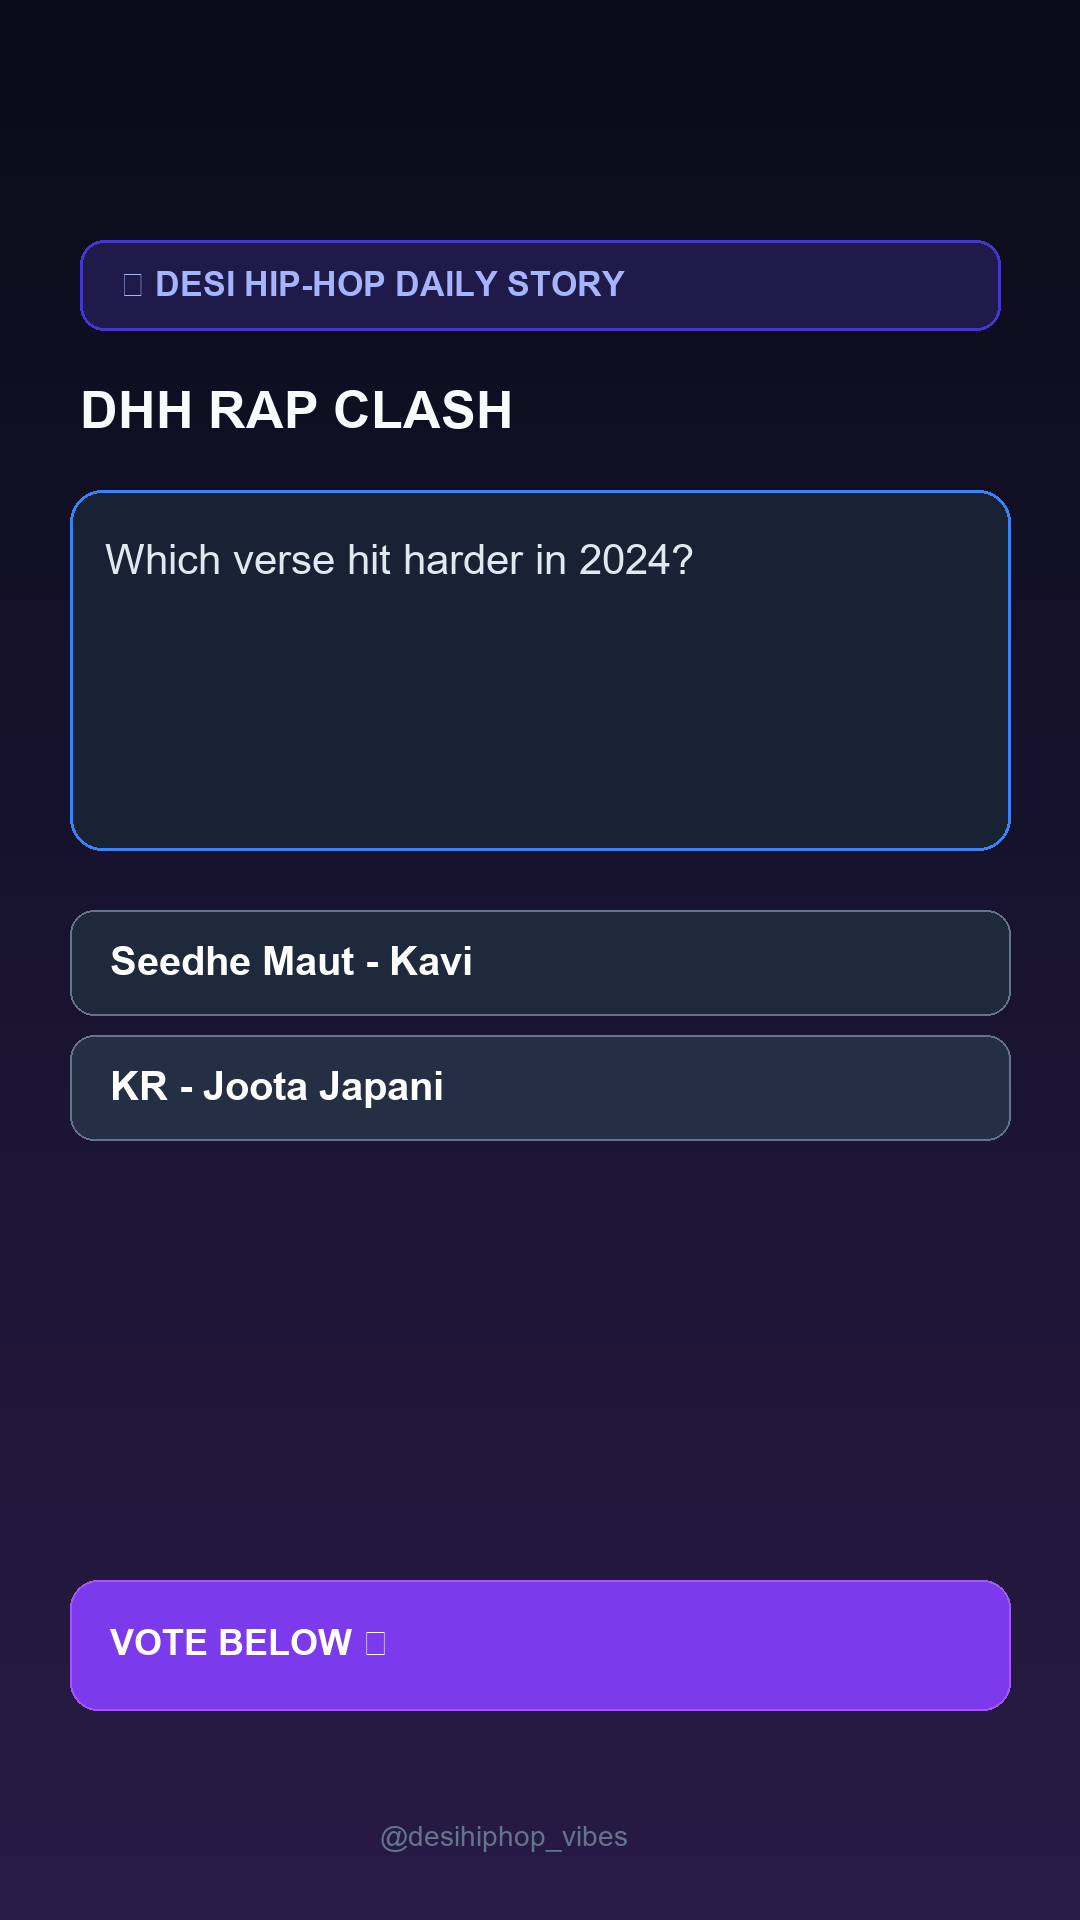 DESI HIP-HOP DAILY STORY
DHH RAP CLASH
Which verse hit harder in 2024?
Seedhe Maut - Kavi
KR - Joota Japani
VOTE BELOW
@desihiphop_vibes